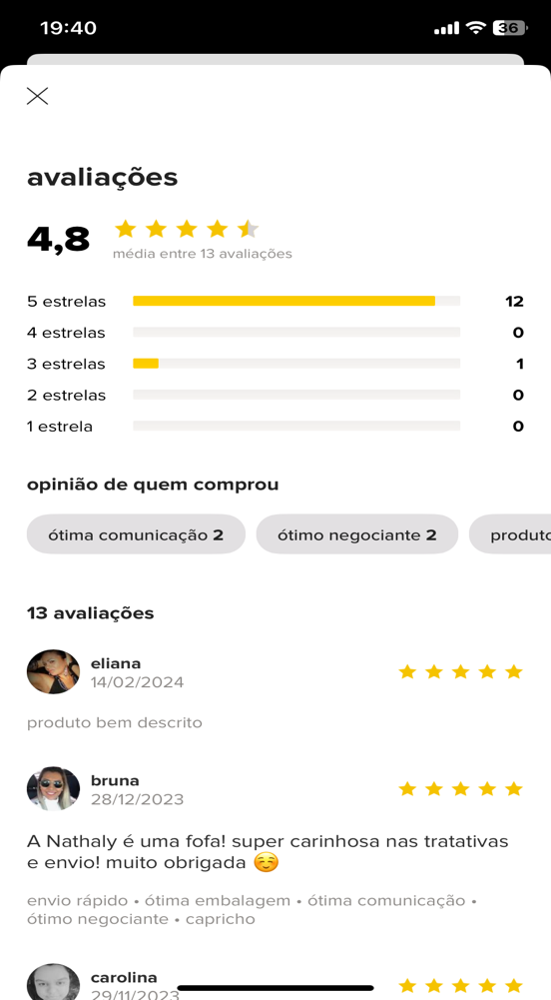 19:40
36
avaliações
4,8
média entre 13 avaliações
5 estrelas 12
4 estrelas 0
3 estrelas 1
2 estrelas 0
1 estrela 0
opinião de quem comprou
ótima comunicação 2 ótimo negociante 2
13 avaliações
eliana
14/02/2024
produto bem descrito
bruna
28/12/2023
A Nathaly é uma fofa! super carinhosa nas tratativas
e envio! muito obrigada ☺️
envio rápido • ótima embalagem • ótima comunicação •
ótimo negociante • capricho
carolina
29/11/2023